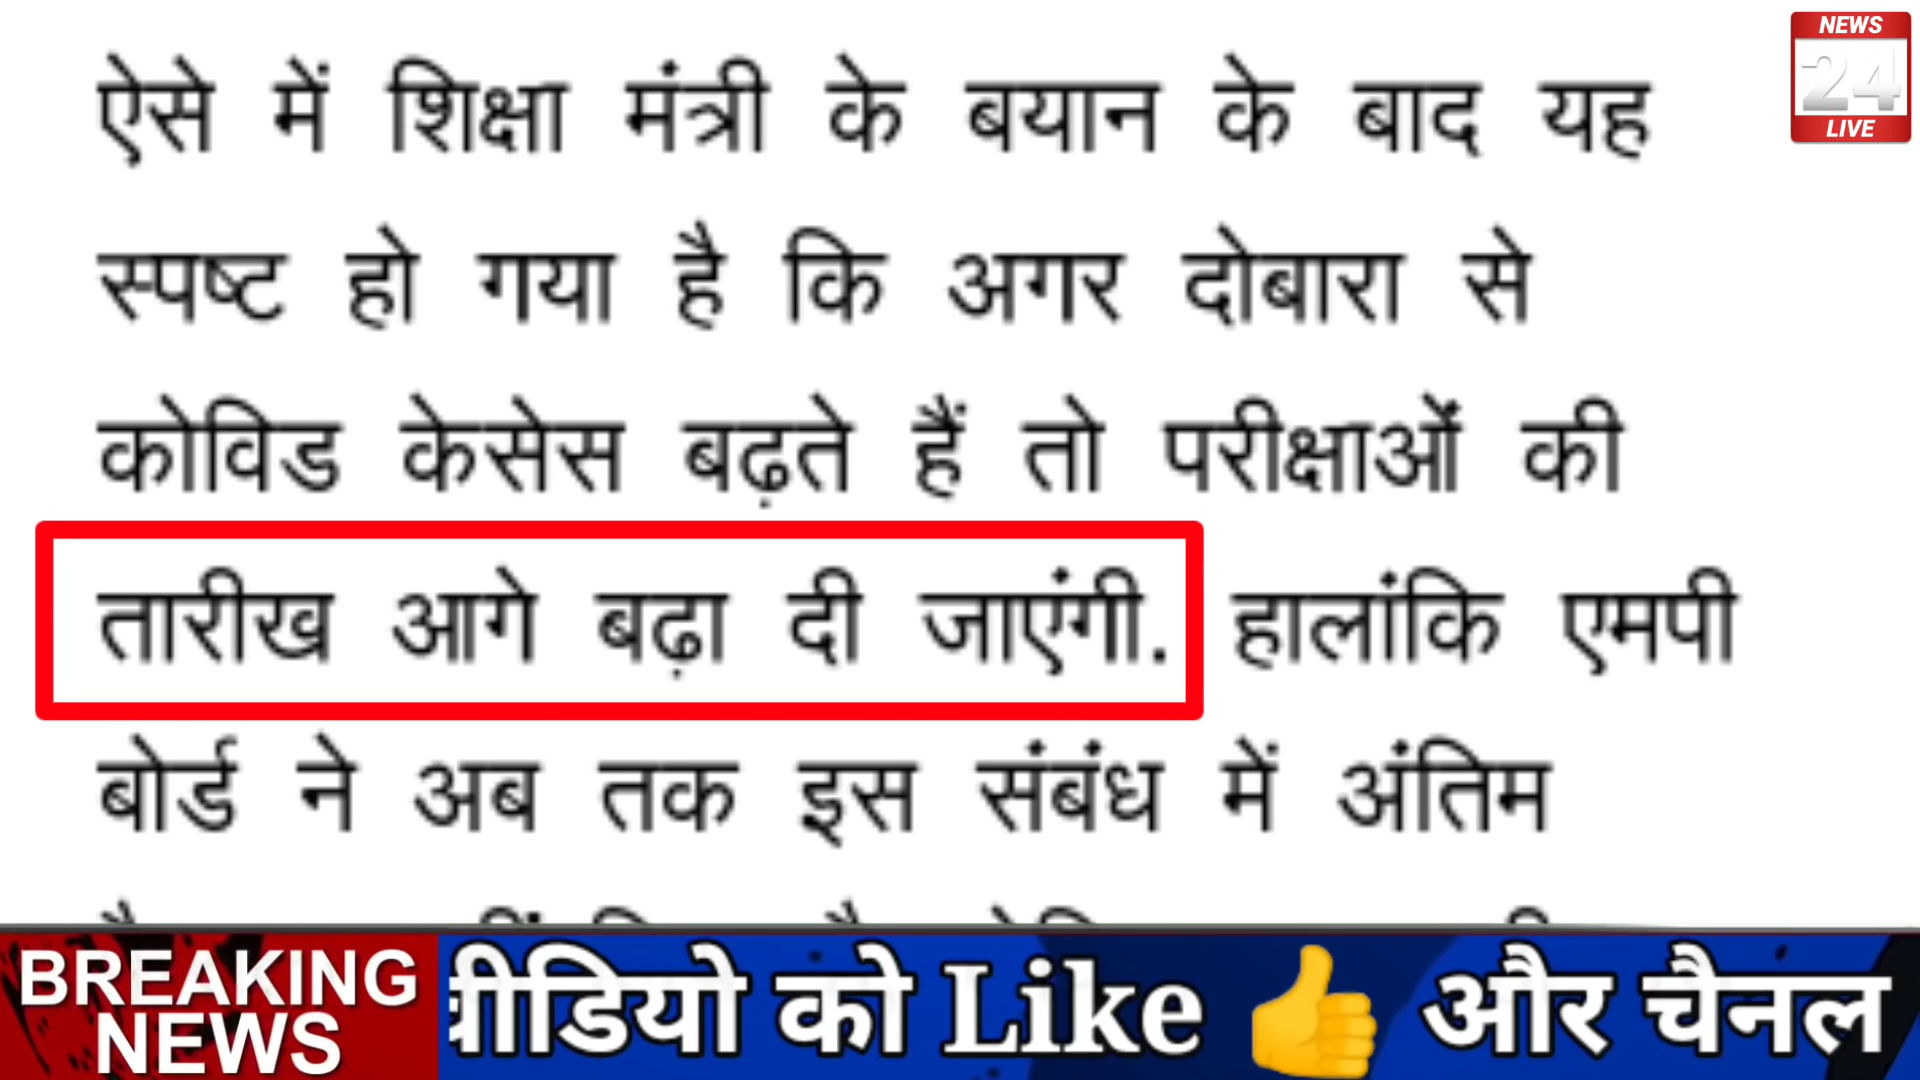 NEWS
24
LIVE
ऐसे में शिक्षा मंत्री के बयान के बाद यह
स्पष्ट हो गया है कि अगर दोबारा से
कोविड केसेस बढ़ते हैं तो परीक्षाओं की
तारीख आगे बढ़ा दी जाएंगी. हालांकि एमपी
बोर्ड ने अब तक इस संबंध में अंतिम
BREAKING
NEWS
वीडियो को Like 👍 और चैनल